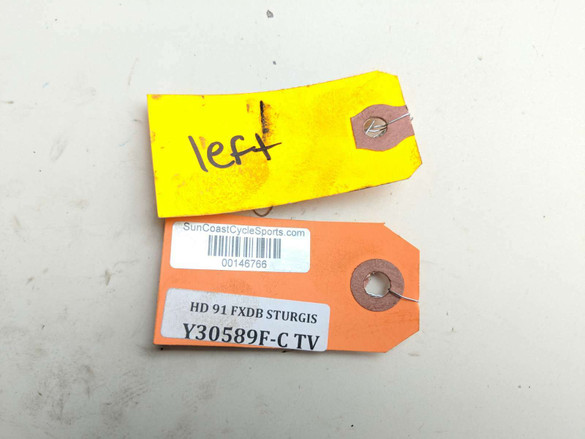 left
SunCoastCycleSports.com
00146766
HD 91 FXDB STURGIS
Y30589F-C TV